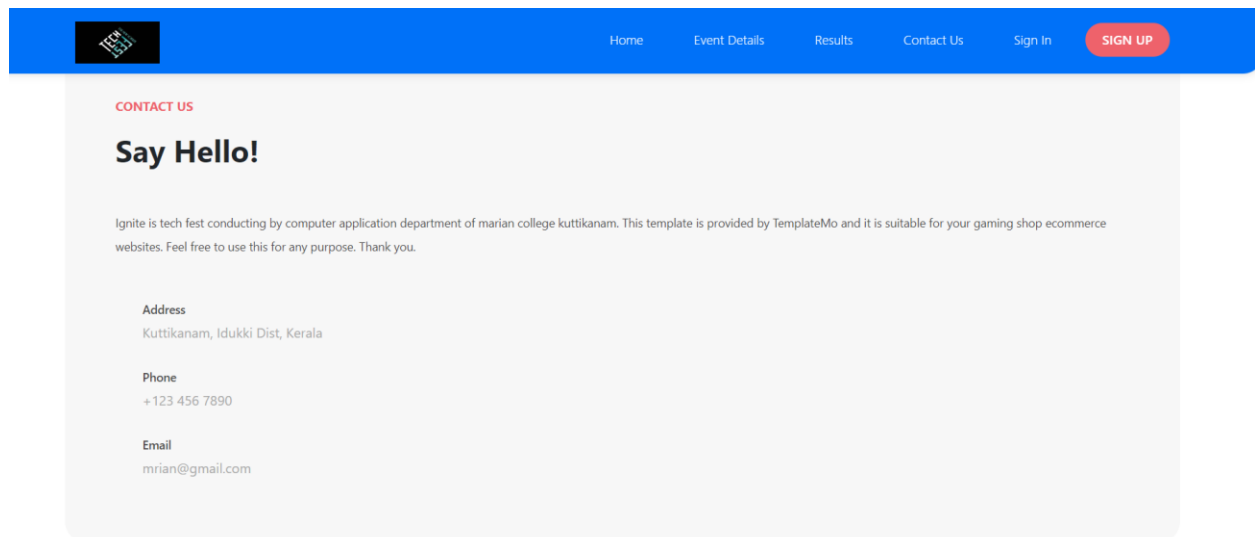 TECH
FEST
Home
Event Details
Results
Contact Us
Sign In
SIGN UP
CONTACT US
Say Hello!
Ignite is tech fest conducting by computer application department of marian college kuttikanam. This template is provided by TemplateMo and it is suitable for your gaming shop ecommerce
websites. Feel free to use this for any purpose. Thank you.
Address
Kuttikanam, Idukki Dist, Kerala
Phone
+123 456 7890
Email
mrian@gmail.com